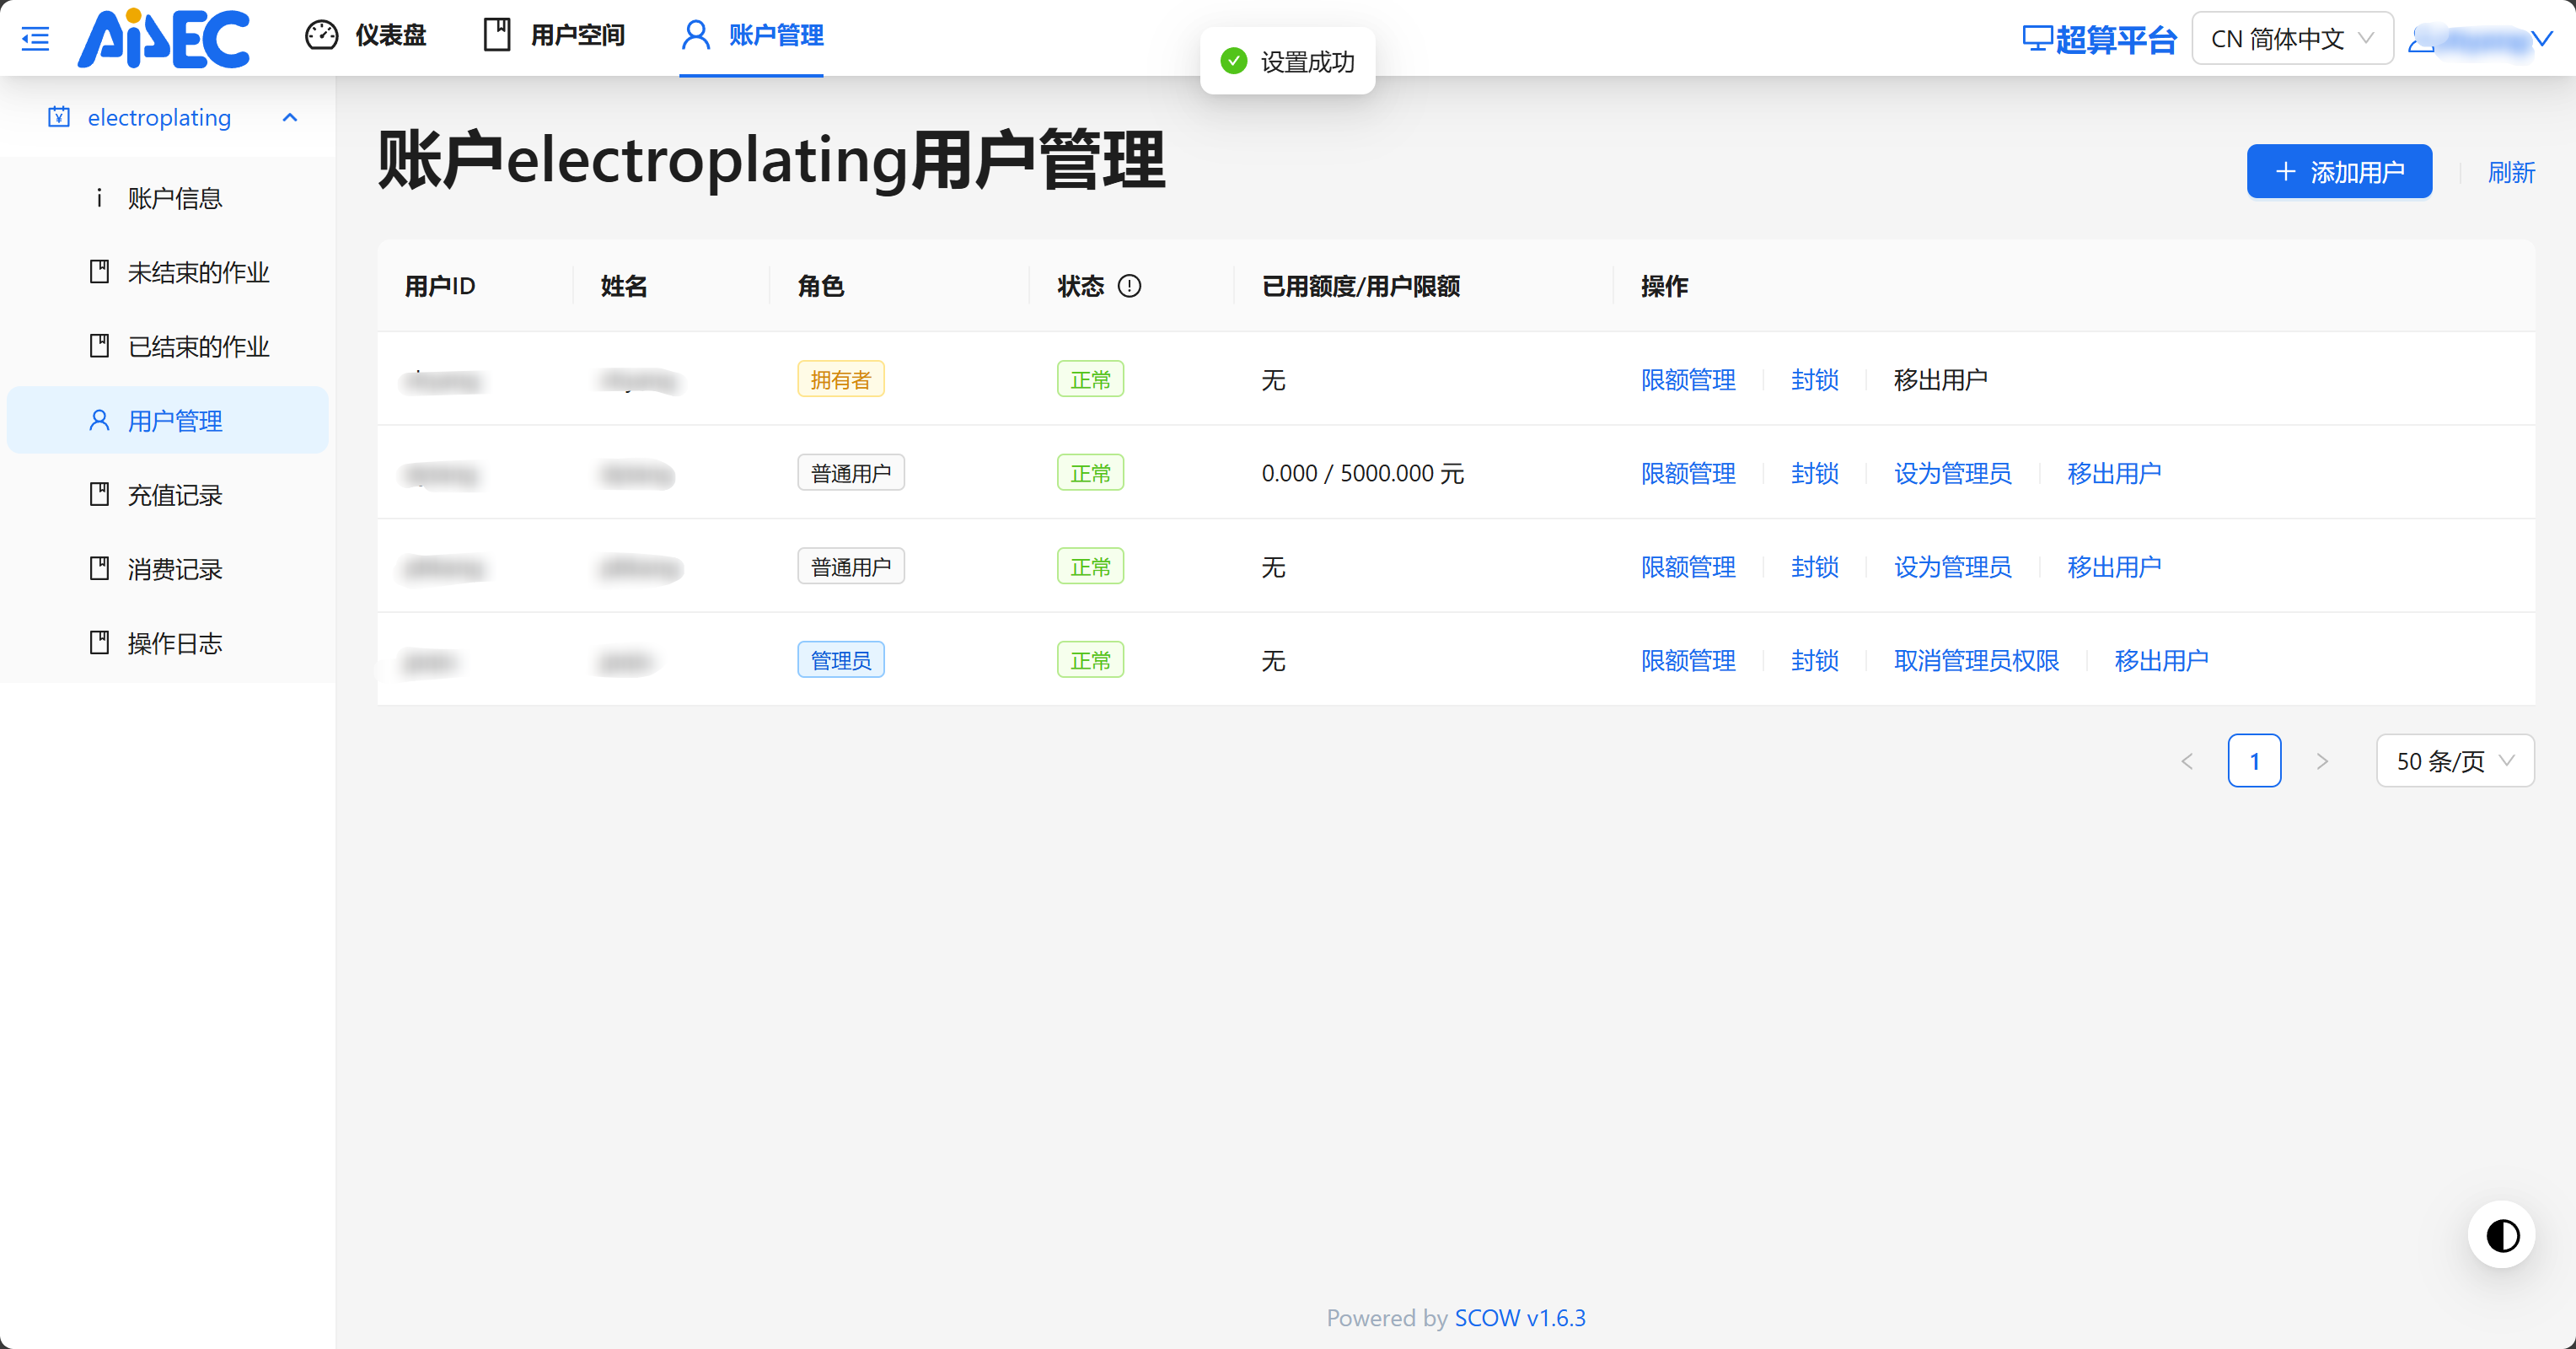 AiDEC 仪表盘 用户空间 账户管理 设置成功 超算平台 CN 简体中文
electroplating
账户信息
未结束的作业
已结束的作业
用户管理
充值记录
消费记录
操作日志
账户electroplating用户管理
添加用户 刷新
用户ID 姓名 角色 状态 已用额度/用户限额 操作
拥有者 正常 无 限额管理 封锁 移出用户
普通用户 正常 0.000 / 5000.000 元 限额管理 封锁 设为管理员 移出用户
普通用户 正常 无 限额管理 封锁 设为管理员 移出用户
管理员 正常 无 限额管理 封锁 取消管理员权限 移出用户
< 1 > 50 条/页
Powered by SCOW v1.6.3